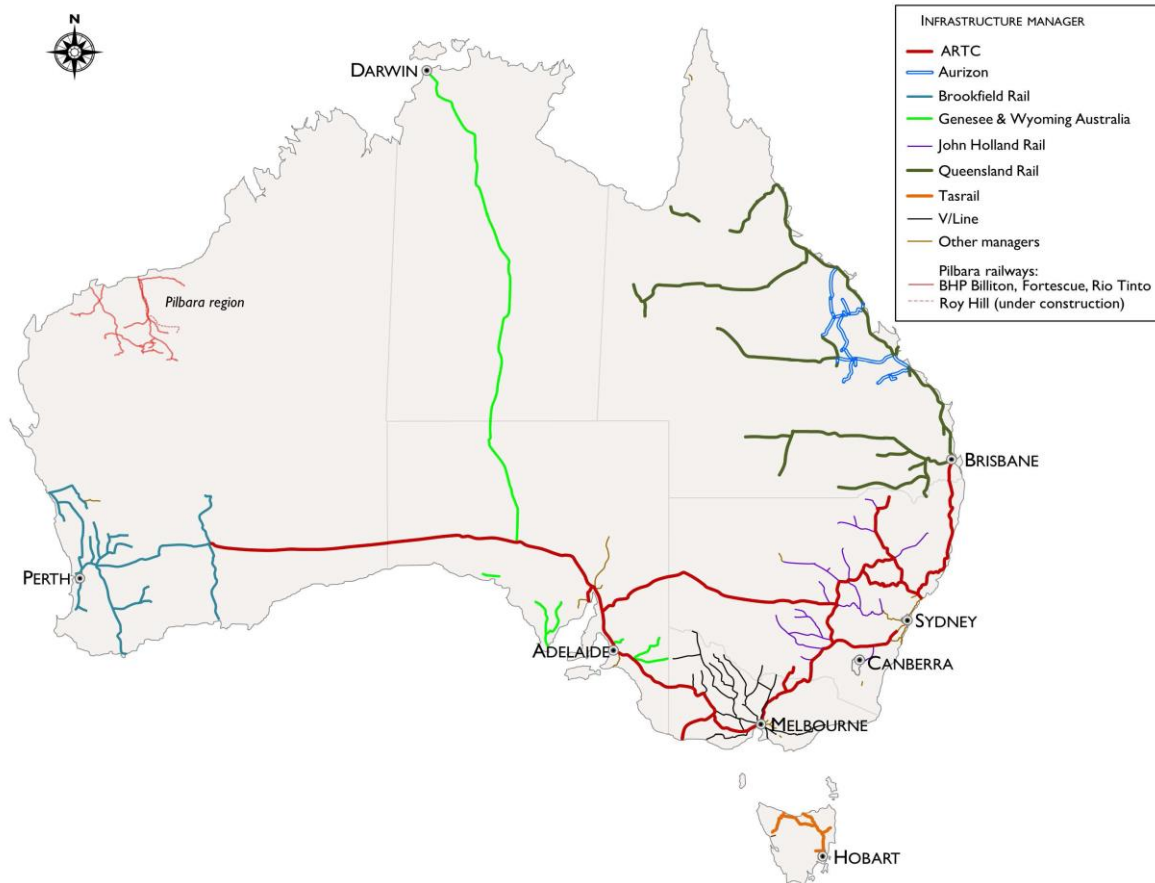 N
INFRASTRUCTURE MANAGER
ARTC
Aurizon
Brookfield Rail
Genesee & Wyoming Australia
John Holland Rail
Queensland Rail
Tasrail
V/Line
Other managers
Pilbara railways:
BHP Billiton, Fortescue, Rio Tinto
Roy Hill (under construction)
DARWIN
Pilbara region
BRISBANE
PERTH
SYDNEY
ADELAIDE
CANBERRA
MELBOURNE
HOBART